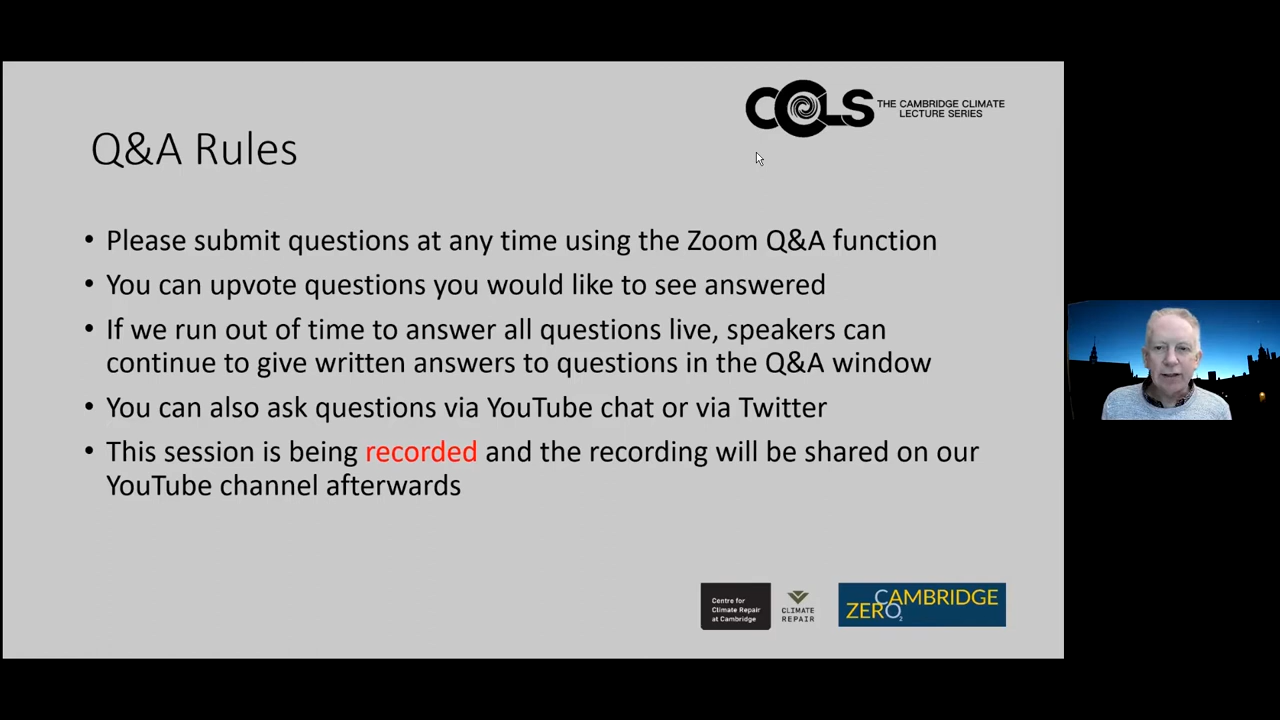 CCLS THE CAMBRIDGE CLIMATE
LECTURE SERIES
Q&A Rules
• Please submit questions at any time using the Zoom Q&A function
• You can upvote questions you would like to see answered
• If we run out of time to answer all questions live, speakers can
continue to give written answers to questions in the Q&A window
• You can also ask questions via YouTube chat or via Twitter
• This session is being recorded and the recording will be shared on our
YouTube channel afterwards
Centre for
Climate Repair
at Cambridge
CLIMATE
REPAIR
CAMBRIDGE
ZERO₂